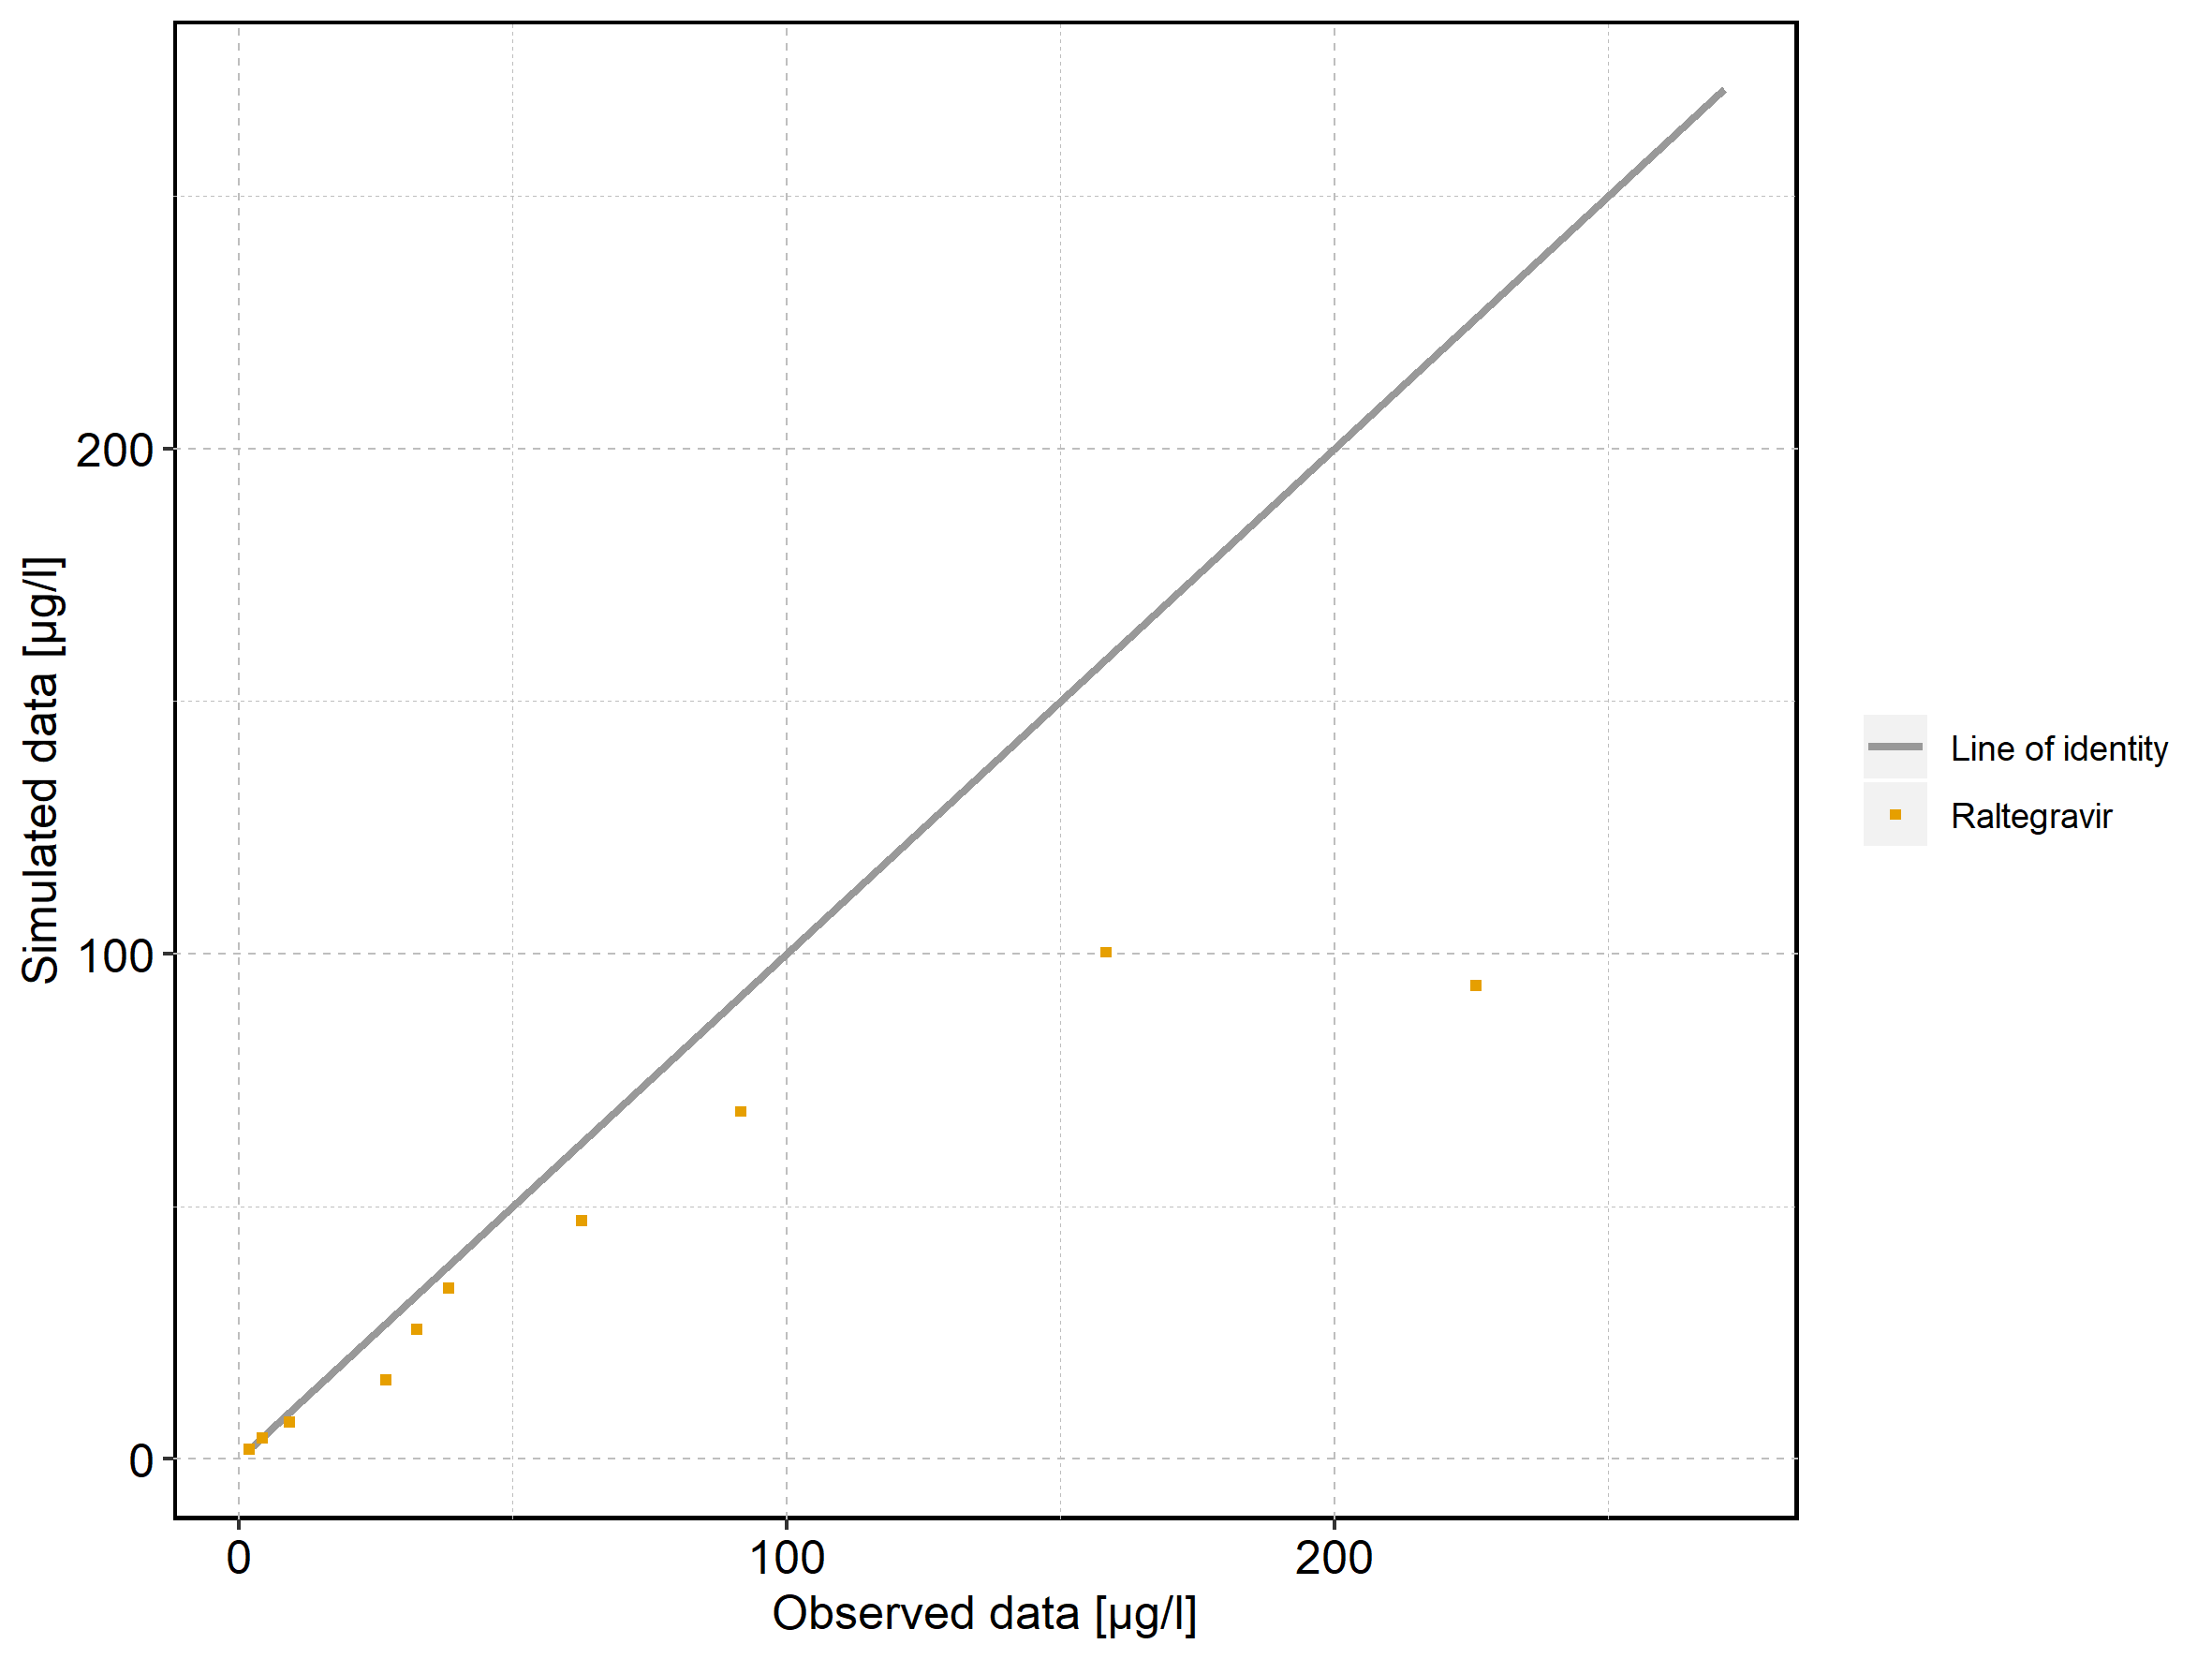 200
100
0
0
100
200
Simulated data [µg/l]
Observed data [µg/l]
Line of identity
Raltegravir